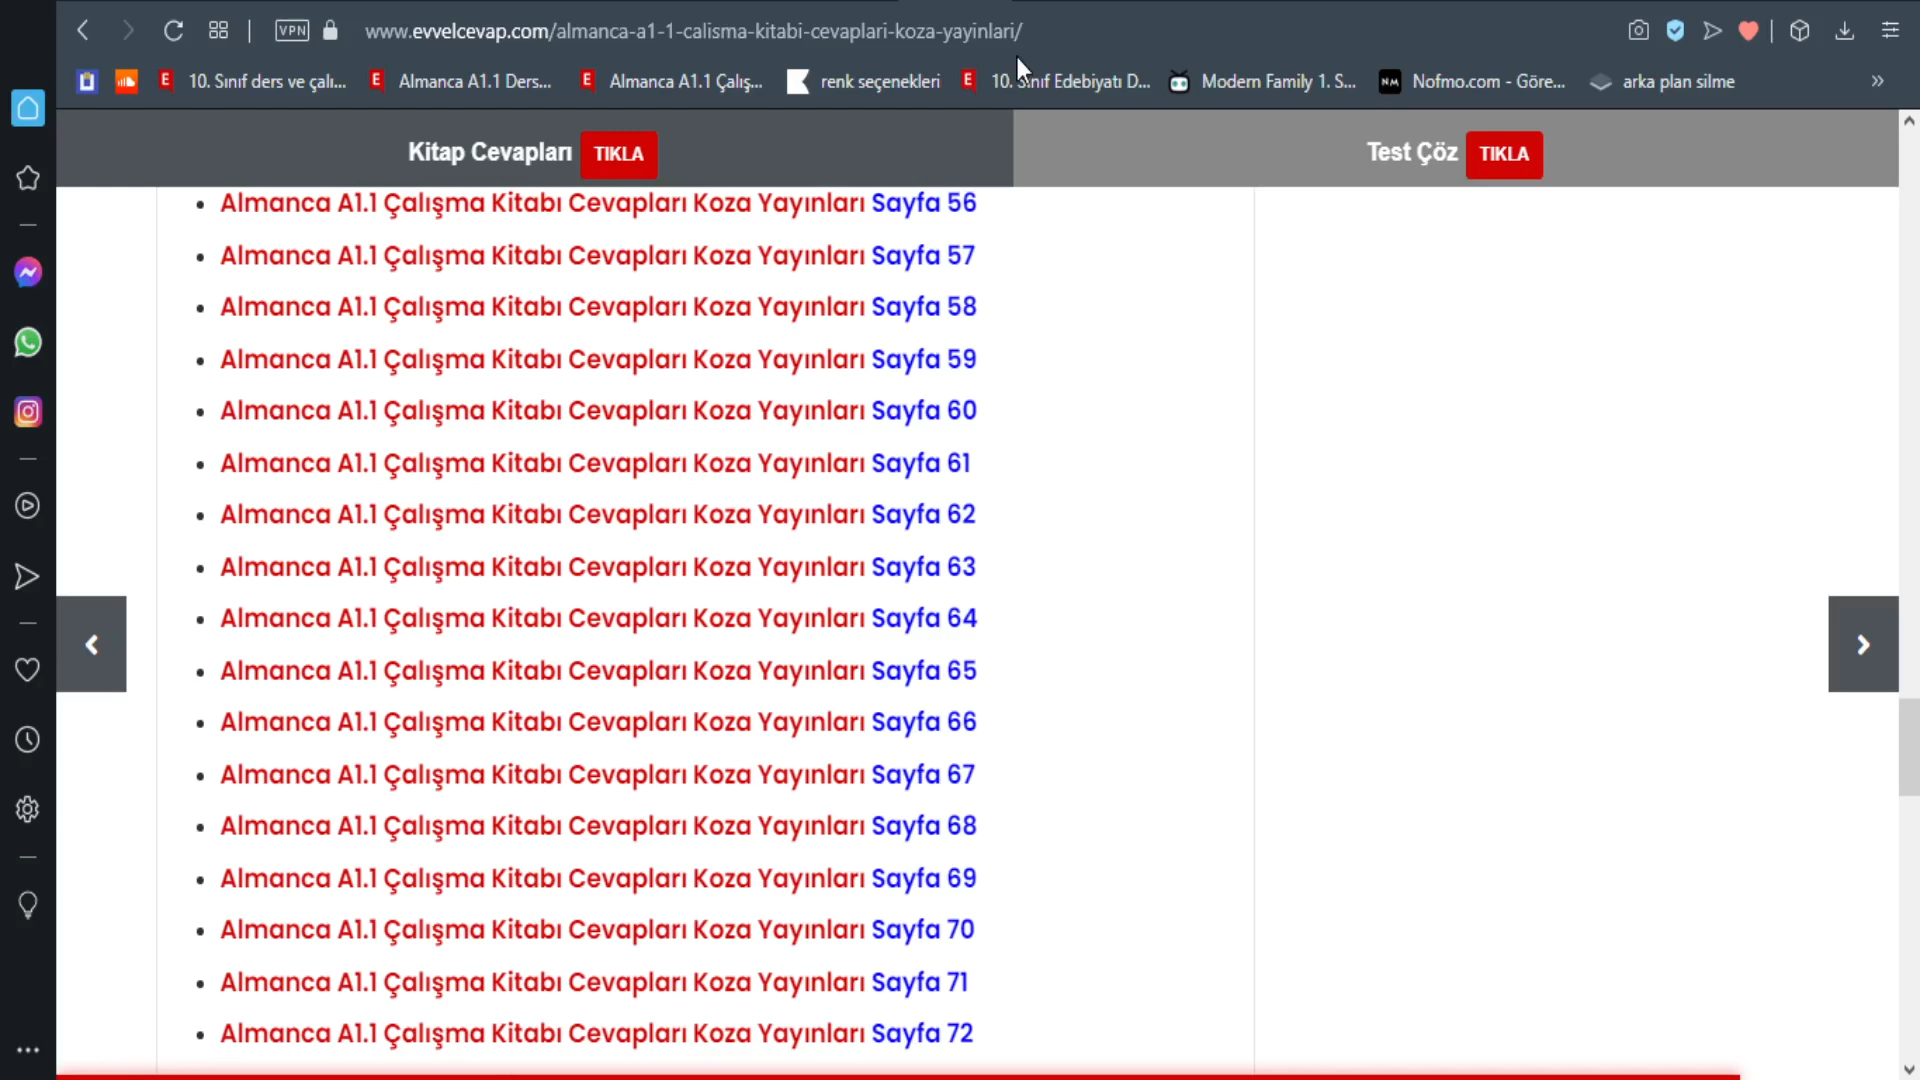 VPN www.evvelcevap.com/almanca-a1-1-calisma-kitabi-cevaplari-koza-yayinlari/
E 10. Sınıf ders ve çalı... E Almanca A1.1 Ders... E Almanca A1.1 Çalış... renk seçenekleri E 10. Sınıf Edebiyatı D... Modern Family 1. S... NM Nofmo.com - Göre... arka plan silme »
Kitap Cevapları TIKLA Test Çöz TIKLA
Almanca A1.1 Çalışma Kitabı Cevapları Koza Yayınları Sayfa 56
Almanca A1.1 Çalışma Kitabı Cevapları Koza Yayınları Sayfa 57
Almanca A1.1 Çalışma Kitabı Cevapları Koza Yayınları Sayfa 58
Almanca A1.1 Çalışma Kitabı Cevapları Koza Yayınları Sayfa 59
Almanca A1.1 Çalışma Kitabı Cevapları Koza Yayınları Sayfa 60
Almanca A1.1 Çalışma Kitabı Cevapları Koza Yayınları Sayfa 61
Almanca A1.1 Çalışma Kitabı Cevapları Koza Yayınları Sayfa 62
Almanca A1.1 Çalışma Kitabı Cevapları Koza Yayınları Sayfa 63
Almanca A1.1 Çalışma Kitabı Cevapları Koza Yayınları Sayfa 64
Almanca A1.1 Çalışma Kitabı Cevapları Koza Yayınları Sayfa 65
Almanca A1.1 Çalışma Kitabı Cevapları Koza Yayınları Sayfa 66
Almanca A1.1 Çalışma Kitabı Cevapları Koza Yayınları Sayfa 67
Almanca A1.1 Çalışma Kitabı Cevapları Koza Yayınları Sayfa 68
Almanca A1.1 Çalışma Kitabı Cevapları Koza Yayınları Sayfa 69
Almanca A1.1 Çalışma Kitabı Cevapları Koza Yayınları Sayfa 70
Almanca A1.1 Çalışma Kitabı Cevapları Koza Yayınları Sayfa 71
Almanca A1.1 Çalışma Kitabı Cevapları Koza Yayınları Sayfa 72